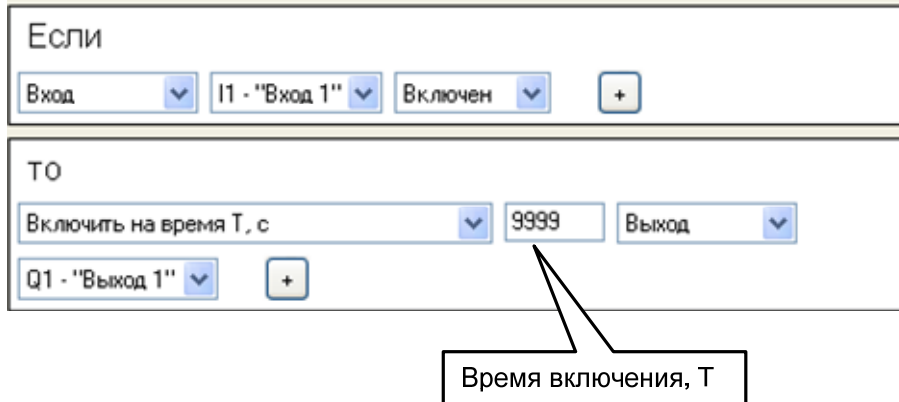 Если
Вход I1 - "Вход 1" Включен +
то
Включить на время T, с 9999 Выход
Q1 - "Выход 1" +
Время включения, T